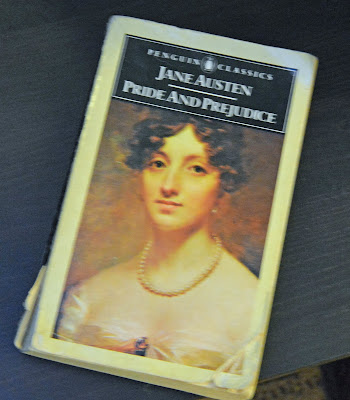 PENGUIN CLASSICS
JANE AUSTEN
PRIDE AND PREJUDICE